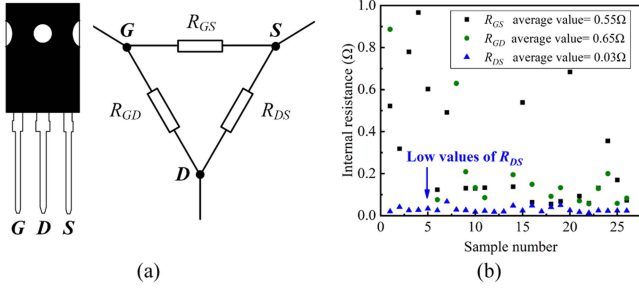 G
R_GS
S
R_GD
R_DS
D
G D S
(a)
R_GS average value= 0.55Ω
R_GD average value= 0.65Ω
R_DS average value= 0.03Ω
Low values of R_DS
Internal resistance (Ω)
1.0
0.8
0.6
0.4
0.2
0.0
0 5 10 15 20 25
Sample number
(b)